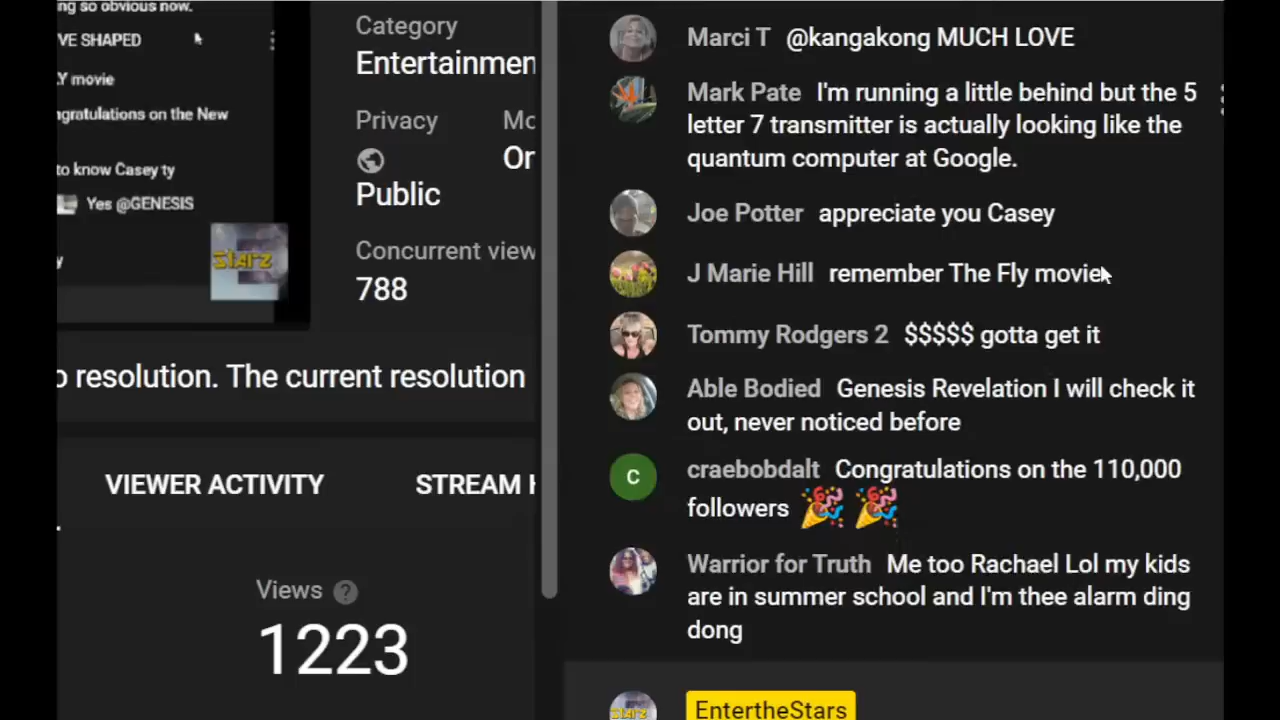 ng so obvious now.
VE SHAPED
Y movie
ngratulations on the New
to know Casey ty
Yes @GENESIS
y
STARZ
Category
Entertainmen
Privacy
Mo
Or
Public
Concurrent view
788
o resolution. The current resolution
VIEWER ACTIVITY
STREAM H
Views ?
1223
Marci T @kangakong MUCH LOVE
Mark Pate I'm running a little behind but the 5
letter 7 transmitter is actually looking like the
quantum computer at Google.
Joe Potter appreciate you Casey
J Marie Hill remember The Fly movie
Tommy Rodgers 2 $$$$$ gotta get it
Able Bodied Genesis Revelation I will check it
out, never noticed before
C
craebobdalt Congratulations on the 110,000
followers 🎉 🎉
Warrior for Truth Me too Rachael Lol my kids
are in summer school and I'm thee alarm ding
dong
STARZ
EntertheStars